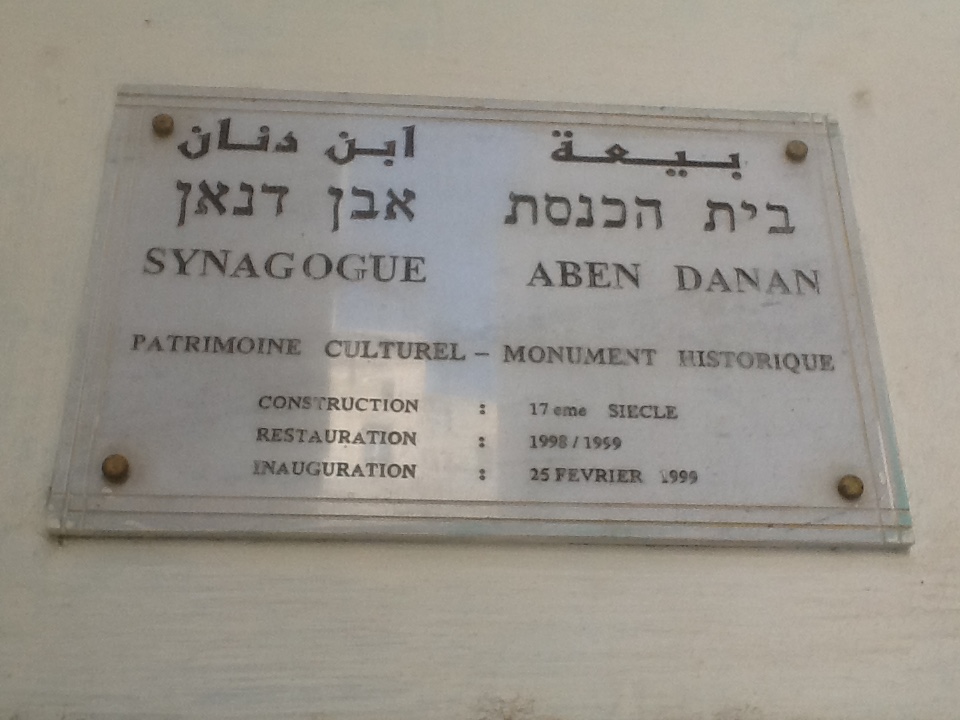 بيعة ابن دنان
בית הכנסת אבן דנאן
SYNAGOGUE ABEN DANAN
PATRIMOINE CULTUREL - MONUMENT HISTORIQUE
CONSTRUCTION : 17 eme SIECLE
RESTAURATION : 1998 / 1999
INAUGURATION : 25 FEVRIER 1999